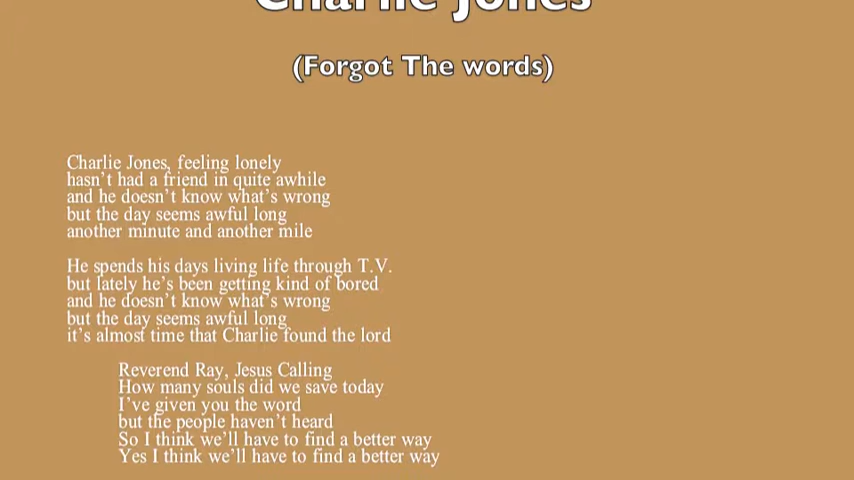 Charlie Jones
(Forgot The words)
Charlie Jones, feeling lonely
hasn't had a friend in quite awhile
and he doesn't know what's wrong
but the day seems awful long
another minute and another mile
He spends his days living life through T.V.
but lately he's been getting kind of bored
and he doesn't know what's wrong
but the day seems awful long
it's almost time that Charlie found the lord
Reverend Ray, Jesus Calling
How many souls did we save today
I've given you the word
but the people haven't heard
So I think we'll have to find a better way
Yes I think we'll have to find a better way